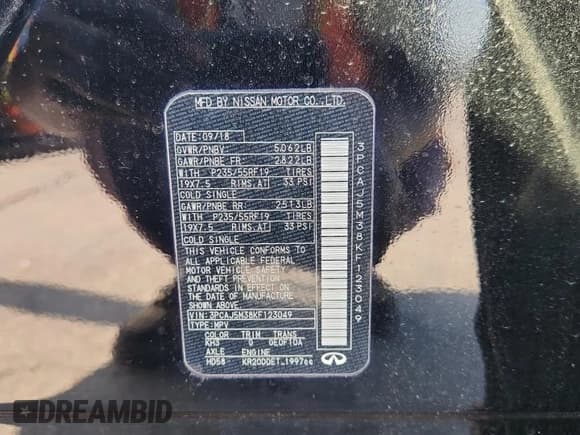 MFD BY NISSAN MOTOR CO.,LTD.
DATE:09/18
GVWR/PNBV 5062LB
GAWR/PNBE FR: 2822LB
WITH P235/55RF19 TIRES
19X7.5 RIMS,AT 33 PSI
COLD SINGLE
GAWR/PNBE RR: 2513LB
WITH P235/55RF19 TIRES
19X7.5 RIMS,AT 33 PSI
COLD SINGLE
THIS VEHICLE CONFORMS TO
ALL APPLICABLE FEDERAL
MOTOR VEHICLE SAFETY
AND THEFT PREVENTION
STANDARDS IN EFFECT
ON THE DATE OF MANUFACTURE
SHOWN ABOVE
VIN:3PCAJ5M38KF123049
TYPE:MPV
COLOR TRIM TRANS
KH3 0 0E0F10A
AXLE ENGINE
HD58 KR20DDET 1997cc
3PCAJ5M38KF123049
INFINITI
DREAMBID